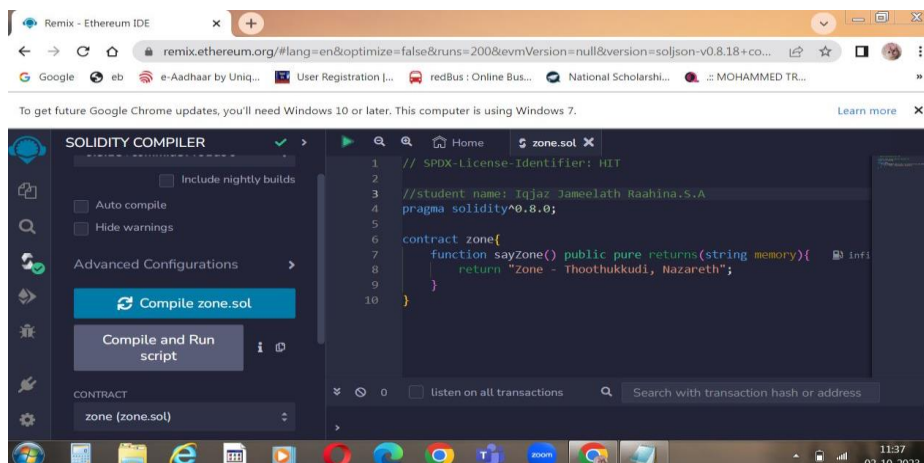 Remix - Ethereum IDE
remix.ethereum.org/#lang=en&optimize=false&runs=200&evmVersion=null&version=soljson-v0.8.18+co...
Google
eb
e-Aadhaar by Uniq...
User Registration |...
redBus : Online Bus...
National Scholarshi...
.:: MOHAMMED TR...
To get future Google Chrome updates, you'll need Windows 10 or later. This computer is using Windows 7.
Learn more
SOLIDITY COMPILER
Include nightly builds
Auto compile
Hide warnings
Advanced Configurations
Compile zone.sol
Compile and Run
script
CONTRACT
zone (zone.sol)
Home
zone.sol
1 // SPDX-License-Identifier: HIT
2
3 //student name: Iqjaz Jameelath Raahina.S.A
4 pragma solidity^0.8.0;
5
6 contract zone{
7 function sayZone() public pure returns(string memory){ infi
8 return "Zone - Thoothukkudi, Nazareth";
9 }
10 }
0
listen on all transactions
Search with transaction hash or address
>
zoom
11:37